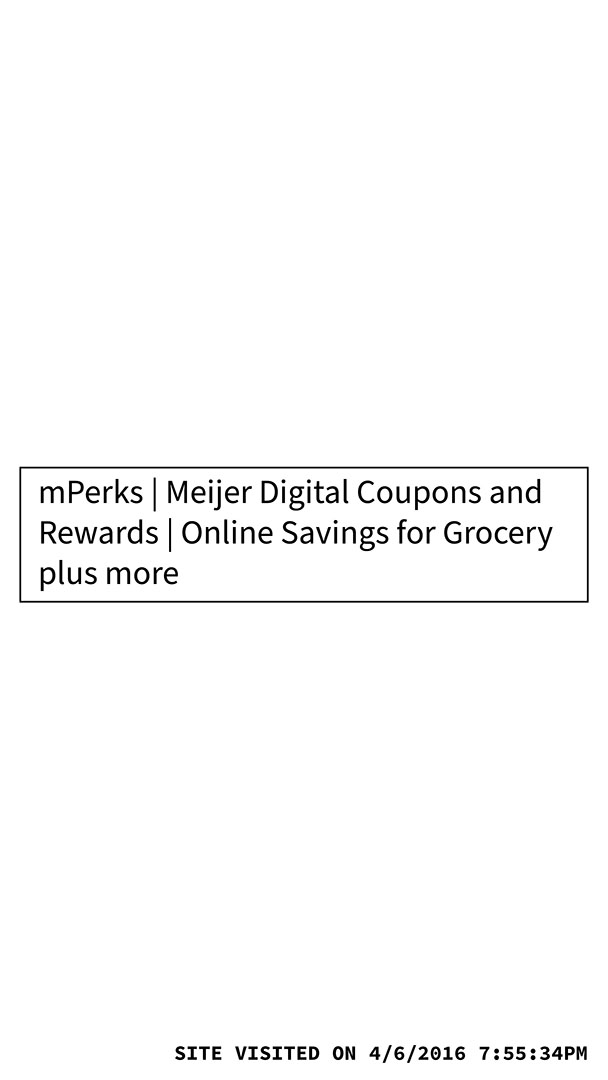 mPerks | Meijer Digital Coupons and
Rewards | Online Savings for Grocery
plus more
SITE VISITED ON 4/6/2016 7:55:34PM